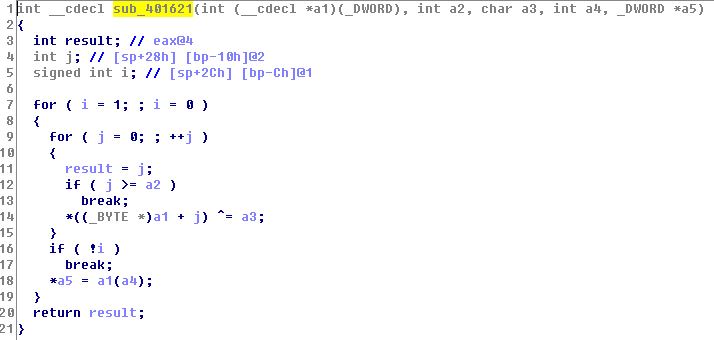 1 int __cdecl sub_401621(int (__cdecl *a1)(_DWORD), int a2, char a3, int a4, _DWORD *a5)
2 {
3   int result; // eax@4
4   int j; // [sp+28h] [bp-10h]@2
5   signed int i; // [sp+2Ch] [bp-Ch]@1
6
7   for ( i = 1; ; i = 0 )
8   {
9     for ( j = 0; ; ++j )
10     {
11       result = j;
12       if ( j >= a2 )
13         break;
14       *((_BYTE *)a1 + j) ^= a3;
15     }
16     if ( !i )
17       break;
18     *a5 = a1(a4);
19   }
20   return result;
21 }